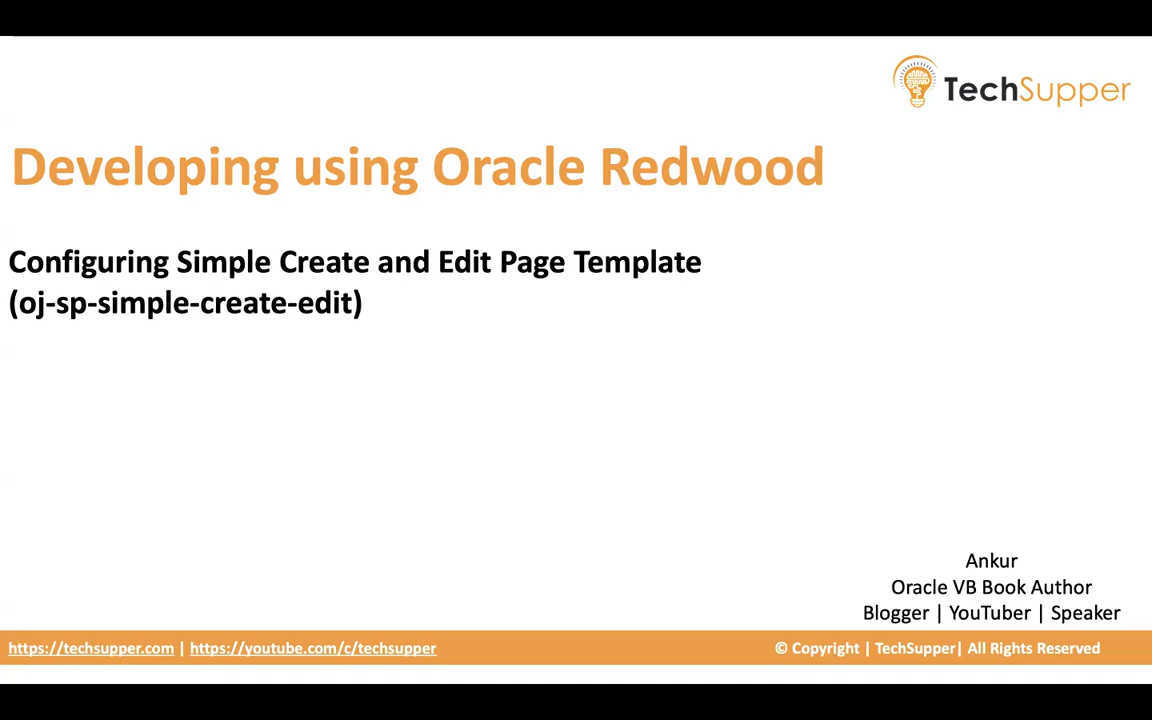 TechSupper
Developing using Oracle Redwood
Configuring Simple Create and Edit Page Template
(oj-sp-simple-create-edit)
Ankur
Oracle VB Book Author
Blogger | YouTuber | Speaker
https://techsupper.com | https://youtube.com/c/techsupper
© Copyright | TechSupper| All Rights Reserved